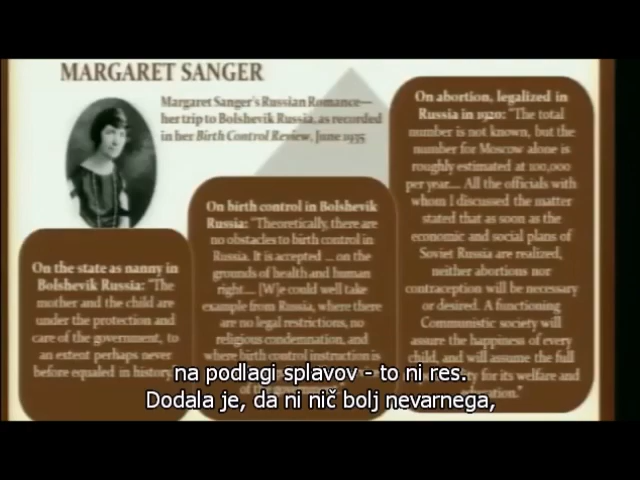 MARGARET SANGER
Margaret Sanger's Russian Romance—
her trip to Bolshevik Russia, as recorded
in her Birth Control Review, June 1935
On the state as nanny in
Bolshevik Russia: "The
mother and the child are
under the protection and
care of the government, to
an extent perhaps never
before equaled in history
On birth control in Bolshevik
Russia: "Theoretically, there are
no obstacles to birth control in
Russia. It is accepted ... on the
grounds of health and human
right.... [W]e could well take
example from Russia, where there
are no legal restrictions, no
religious condemnation, and
where birth control instruction is
On abortion, legalized in
Russia in 1920: "The total
number is not known, but the
number for Moscow alone is
roughly estimated at 100,000
per year.... All the officials with
whom I discussed the matter
stated that as soon as the
economic and social plans of
Soviet Russia are realized,
neither abortions nor
contraception will be necessary
or desired. A functioning
Communistic society will
assure the happiness of every
child, and will assume the full
for its welfare and
na podlagi splavov - to ni res.
Dodala je, da ni nič bolj nevarnega,